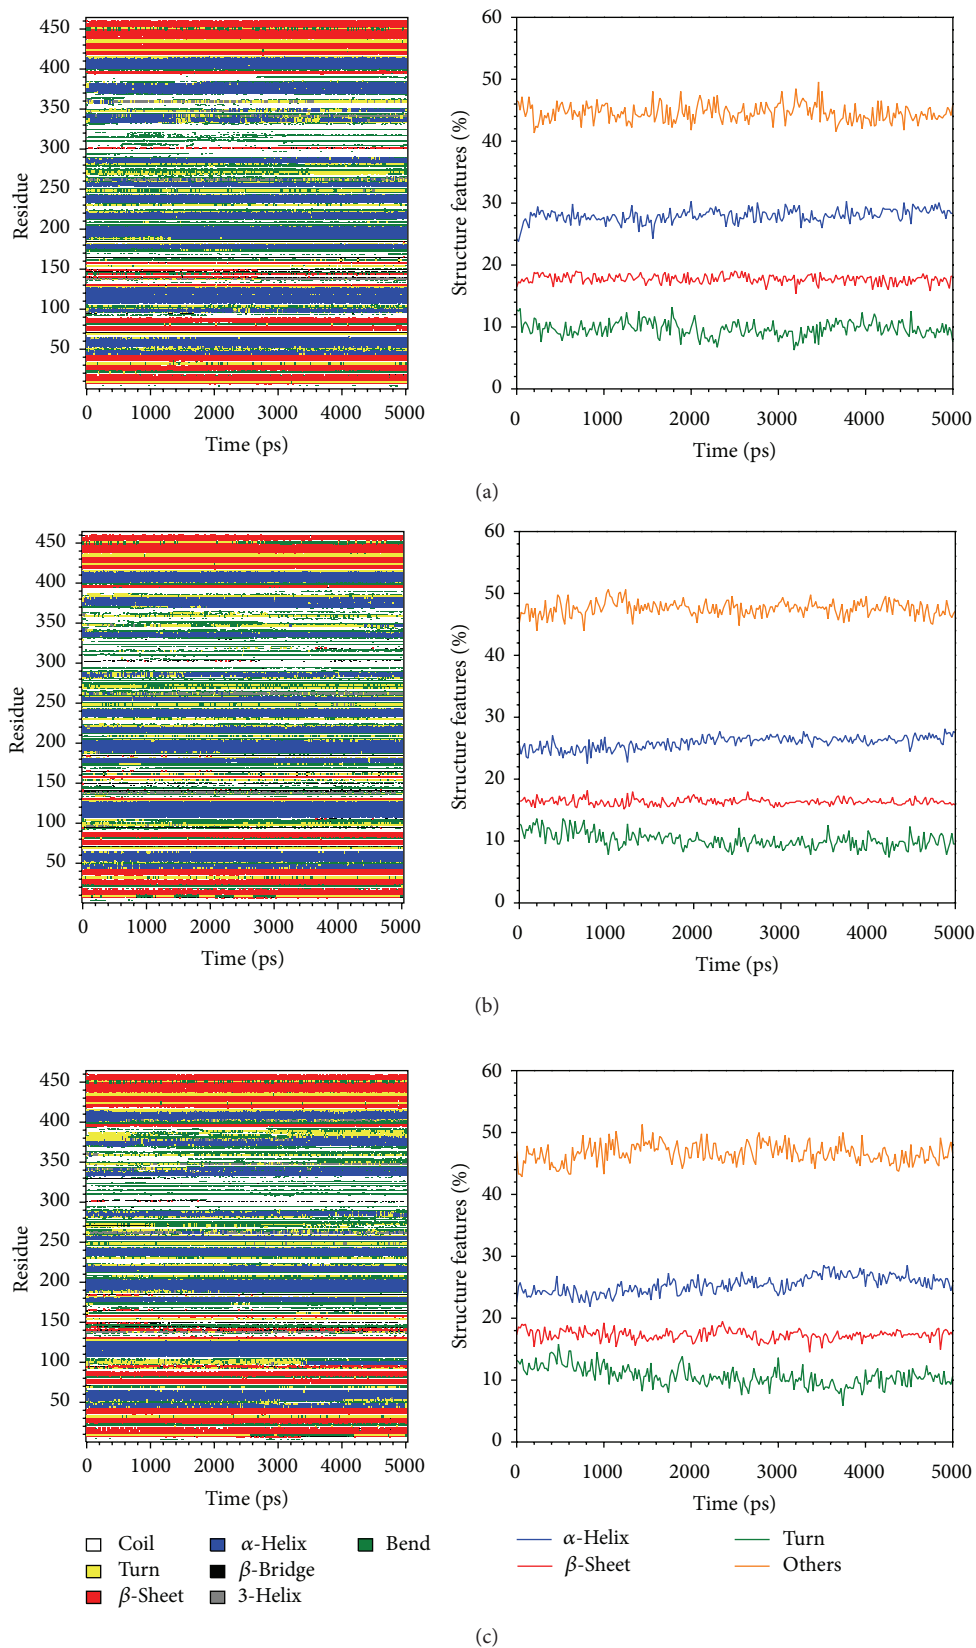 450
400
350
300
250
200
150
100
50
Residue
0 1000 2000 3000 4000 5000
Time (ps)
60
50
40
30
20
10
0
Structure features (%)
0 1000 2000 3000 4000 5000
Time (ps)
(a)
450
400
350
300
250
200
150
100
50
Residue
0 1000 2000 3000 4000 5000
Time (ps)
60
50
40
30
20
10
0
Structure features (%)
0 1000 2000 3000 4000 5000
Time (ps)
(b)
450
400
350
300
250
200
150
100
50
Residue
0 1000 2000 3000 4000 5000
Time (ps)
60
50
40
30
20
10
0
Structure features (%)
0 1000 2000 3000 4000 5000
Time (ps)
Coil α-Helix Bend
Turn β-Bridge
β-Sheet 3-Helix
α-Helix Turn
β-Sheet Others
(c)